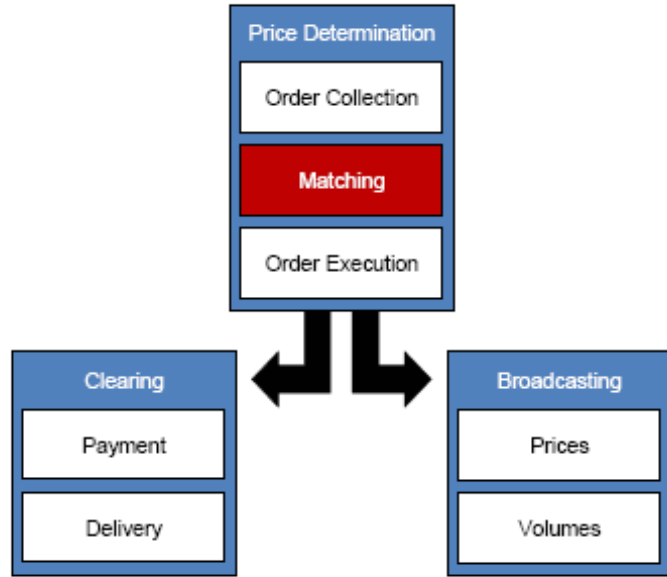 Price Determination
Order Collection
Matching
Order Execution
Clearing
Payment
Delivery
Broadcasting
Prices
Volumes